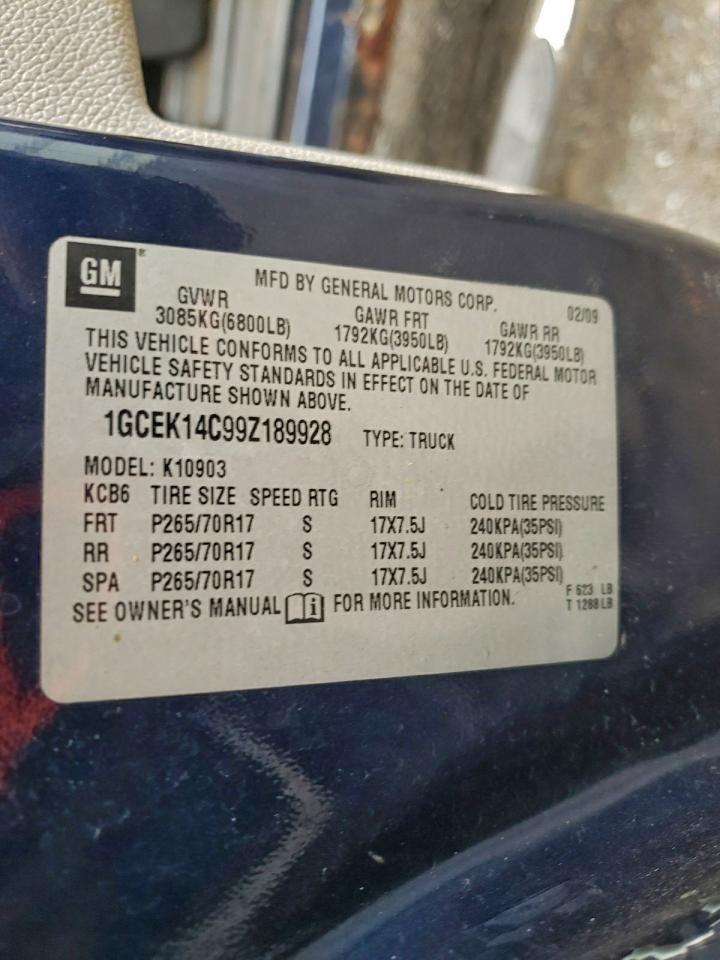 GM®
MFD BY GENERAL MOTORS CORP. 02/09
GVWR GAWR FRT GAWR RR
3085KG(6800LB) 1792KG(3950LB) 1792KG(3950LB)
THIS VEHICLE CONFORMS TO ALL APPLICABLE U.S. FEDERAL MOTOR
VEHICLE SAFETY STANDARDS IN EFFECT ON THE DATE OF
MANUFACTURE SHOWN ABOVE.
1GCEK14C99Z189928 TYPE: TRUCK
MODEL: K10903
KCB6 TIRE SIZE SPEED RTG RIM COLD TIRE PRESSURE
FRT P265/70R17 S 17X7.5J 240KPA(35PSI)
RR P265/70R17 S 17X7.5J 240KPA(35PSI)
SPA P265/70R17 S 17X7.5J 240KPA(35PSI)
SEE OWNER'S MANUAL i FOR MORE INFORMATION.
F 623 LB
T 1288 LB